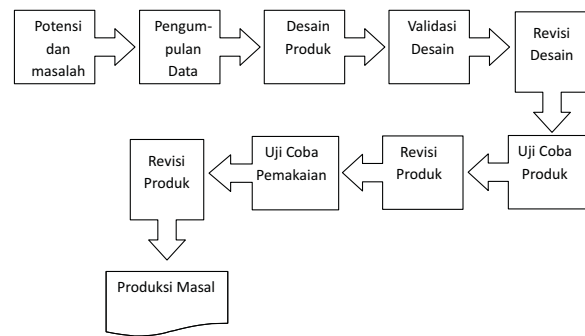 Potensi
dan
masalah
Pengum-
pulan
Data
Desain
Produk
Validasi
Desain
Revisi
Desain
Uji Coba
Produk
Revisi
Produk
Uji Coba
Pemakaian
Revisi
Produk
Produksi Masal